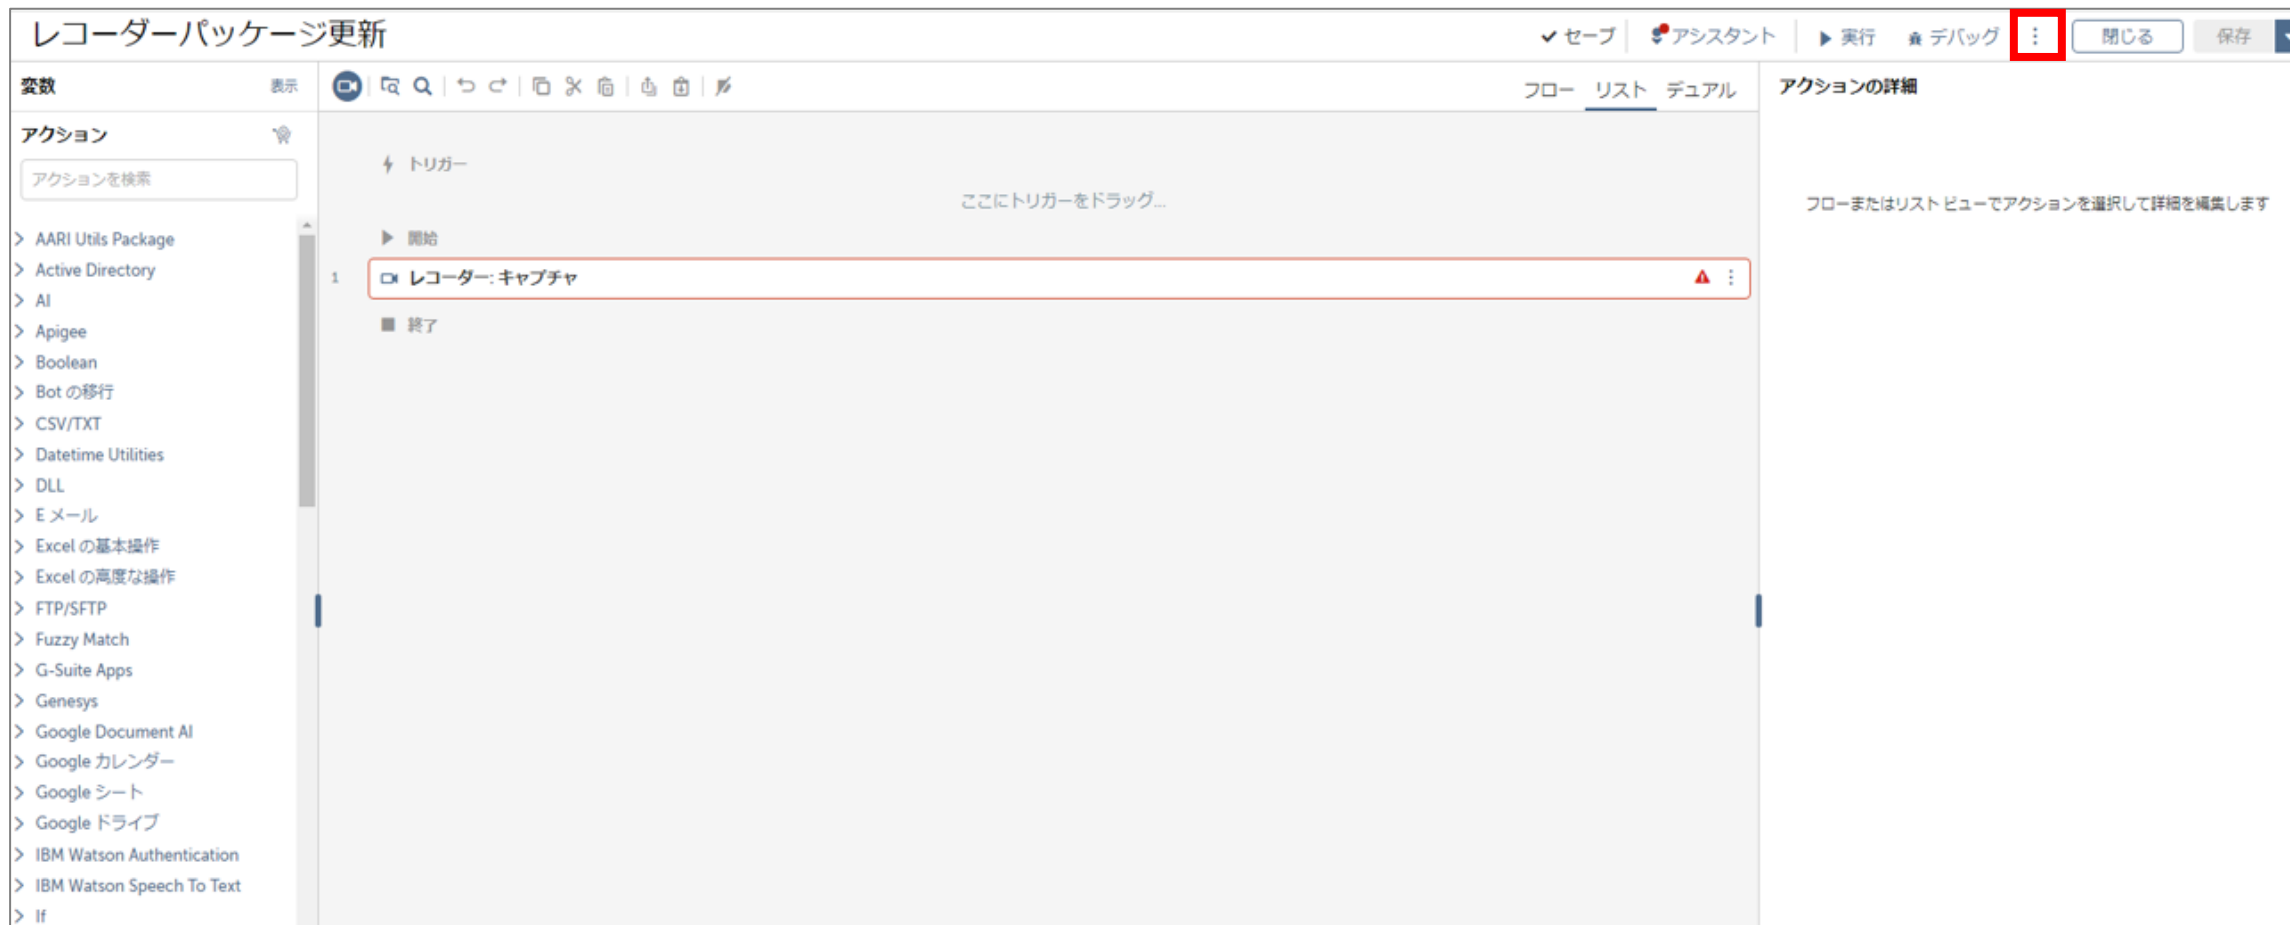 レコーダーパッケージ更新
セーブ アシスタント 実行 デバッグ 閉じる 保存
変数 表示
フロー リスト デュアル
アクションの詳細
アクション
アクションを検索
トリガー
ここにトリガーをドラッグ...
フローまたはリスト ビューでアクションを選択して詳細を編集します
開始
1 レコーダー: キャプチャ
終了
AARI Utils Package
Active Directory
AI
Apigee
Boolean
Bot の移行
CSV/TXT
Datetime Utilities
DLL
E メール
Excel の基本操作
Excel の高度な操作
FTP/SFTP
Fuzzy Match
G-Suite Apps
Genesys
Google Document AI
Google カレンダー
Google シート
Google ドライブ
IBM Watson Authentication
IBM Watson Speech To Text
If